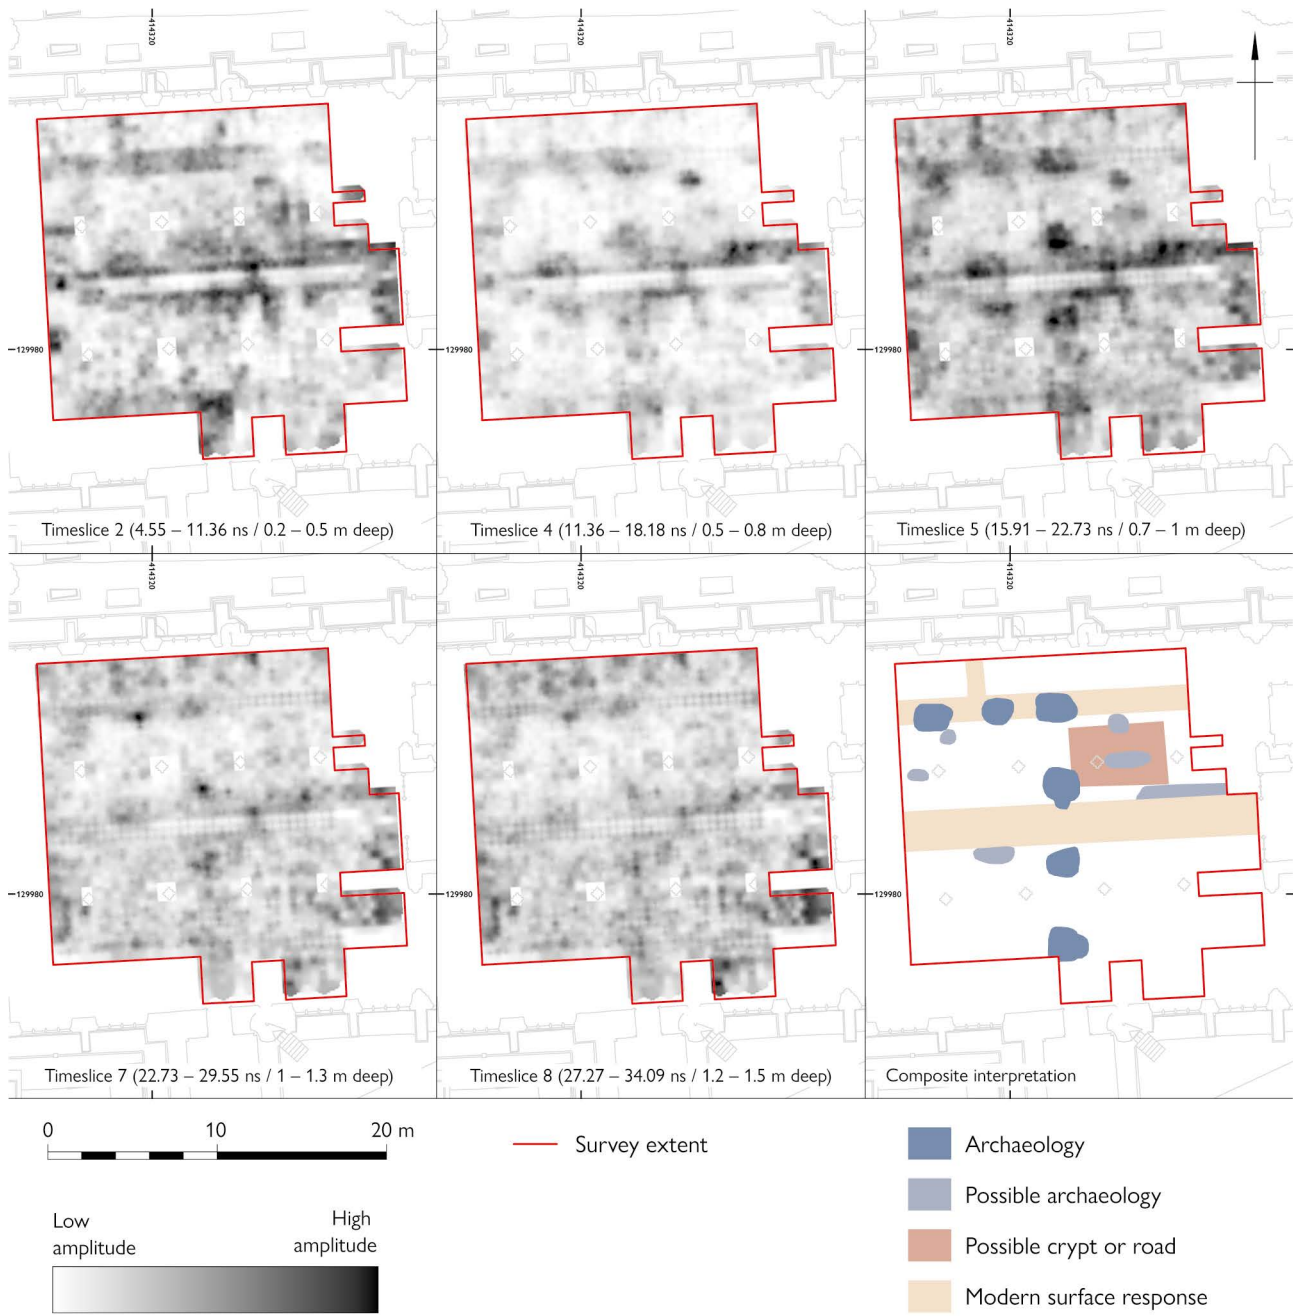 414320
414320
414320
129980
129980
129980
Timeslice 2 (4.55 – 11.36 ns / 0.2 – 0.5 m deep)
Timeslice 4 (11.36 – 18.18 ns / 0.5 – 0.8 m deep)
Timeslice 5 (15.91 – 22.73 ns / 0.7 – 1 m deep)
414320
414320
414320
129980
129980
129980
Timeslice 7 (22.73 – 29.55 ns / 1 – 1.3 m deep)
Timeslice 8 (27.27 – 34.09 ns / 1.2 – 1.5 m deep)
Composite interpretation
0 10 20 m
Survey extent
Low amplitude
High amplitude
Archaeology
Possible archaeology
Possible crypt or road
Modern surface response